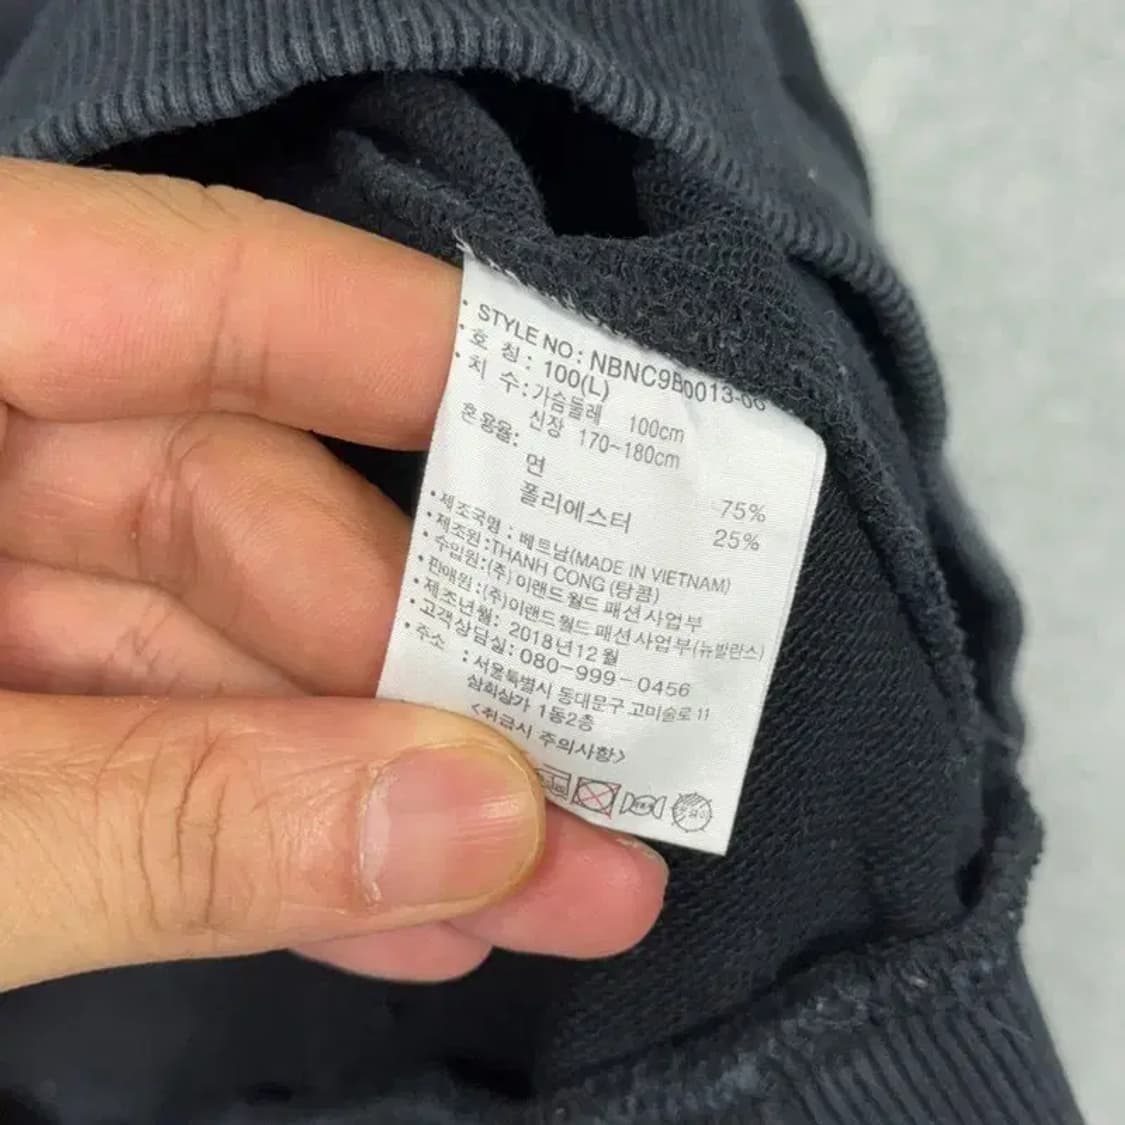 · STYLE NO: NBNC9B0013-66
· 호 칭: 100(L)
· 치 수: 가슴둘레 100cm
신장 170~180cm
혼용율:
면 75%
폴리에스터 25%
· 제조국명: 베트남(MADE IN VIETNAM)
· 제조원:THANH CONG (탕콤)
· 수입원:(주) 이랜드월드 패션사업부
· 판매원:(주)이랜드월드 패션사업부(뉴발란스)
· 제조년월: 2018년12월
· 고객상담실: 080-999-0456
· 주소 : 서울특별시 동대문구 고미술로 11
삼희상가 1동2층
<취급시 주의사항>